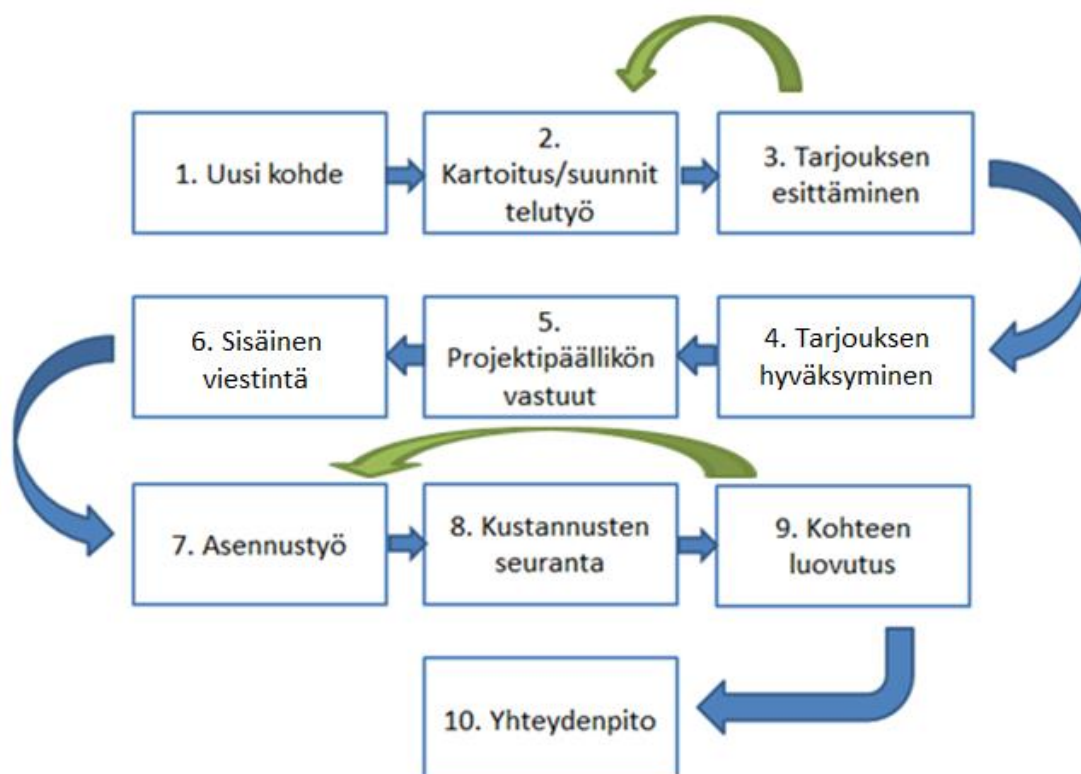 1. Uusi kohde
2.
Kartoitus/suunnit
telutyö
3. Tarjouksen
esittäminen
4. Tarjouksen
hyväksyminen
5.
Projektipäällikön
vastuut
6. Sisäinen
viestintä
7. Asennustyö
8. Kustannusten
seuranta
9. Kohteen
luovutus
10. Yhteydenpito